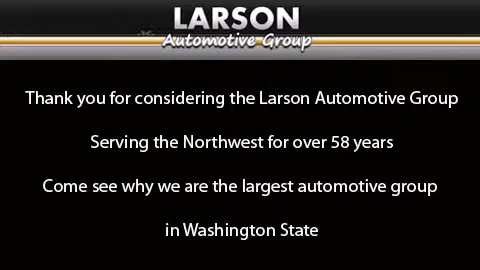 LARSON
Automotive Group
Thank you for considering the Larson Automotive Group
Serving the Northwest for over 58 years
Come see why we are the largest automotive group
in Washington State